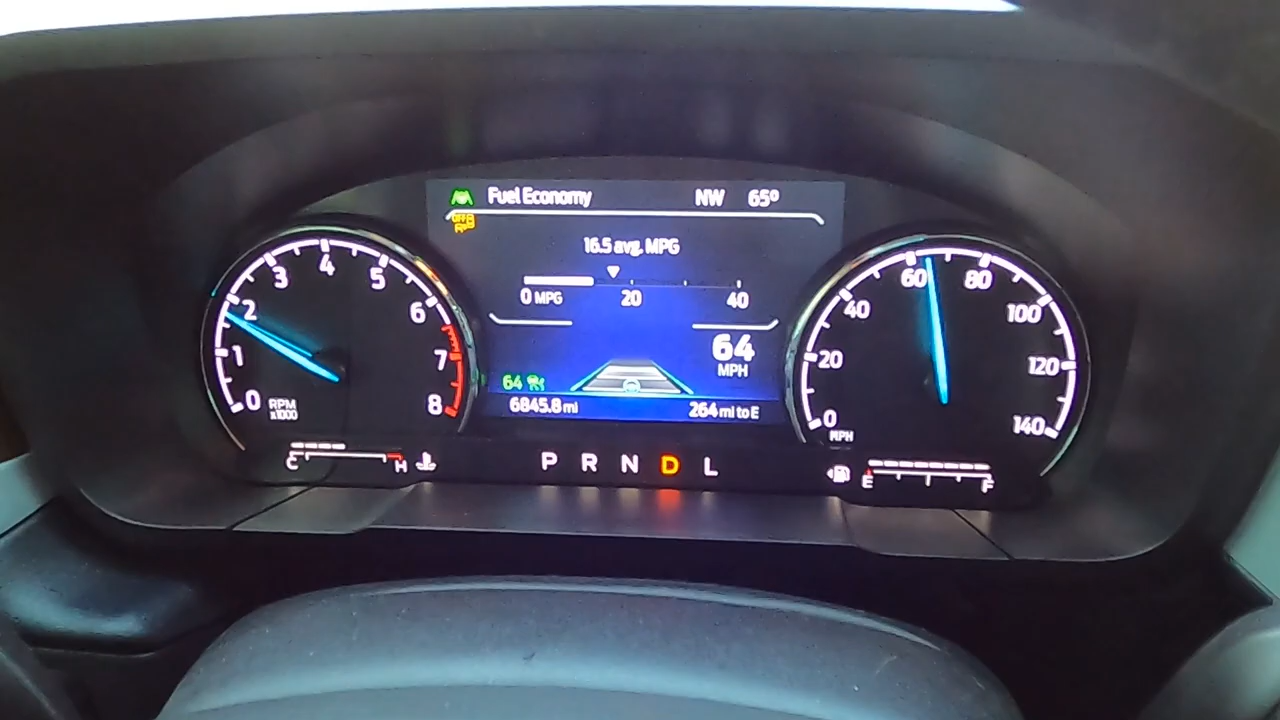 Fuel Economy NW 65°
OFF
16.5 avg. MPG
0 MPG 20 40
64 MPH
64
6845.8 mi 264 mi to E
0 1 2 3 4 5 6 7 8
RPM x1000
C H
P R N D L
0 20 40 60 80 100 120 140
MPH
E F